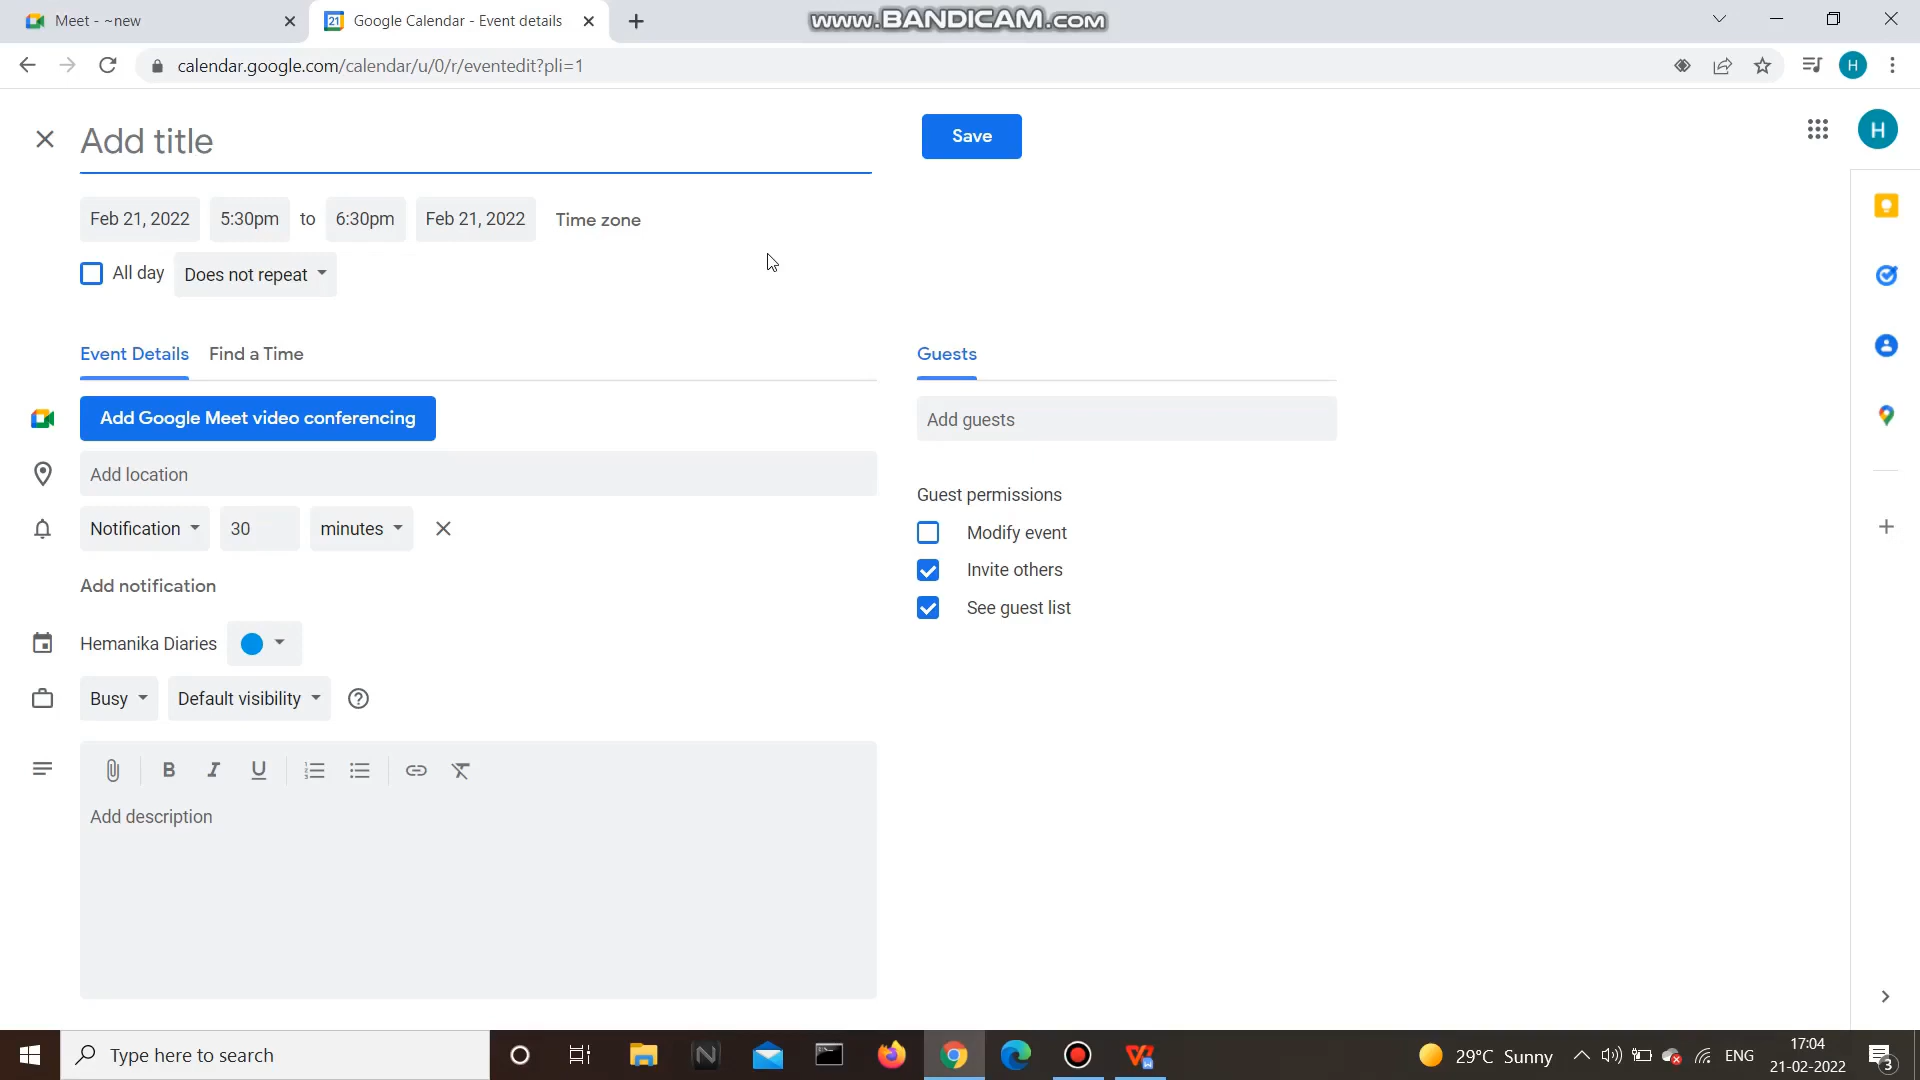 Meet - ~new
Google Calendar - Event details
www.BANDICAM.com
calendar.google.com/calendar/u/0/r/eventedit?pli=1
H
Add title
Save
H
Feb 21, 2022 5:30pm to 6:30pm Feb 21, 2022 Time zone
All day Does not repeat
Event Details Find a Time
Guests
Add Google Meet video conferencing
Add guests
Add location
Guest permissions
Notification 30 minutes
Modify event
Invite others
Add notification
See guest list
Hemanika Diaries
Busy Default visibility
B I U
Add description
Type here to search
29°C Sunny
ENG
17:04
21-02-2022
3